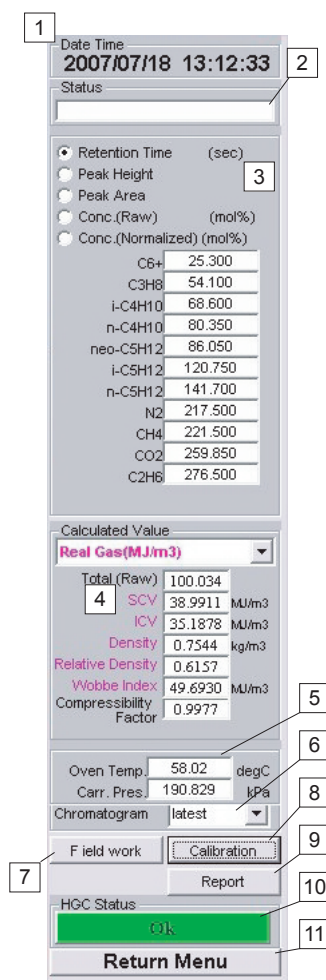 1
Date Time
2007/07/18 13:12:33
2
Status
Retention Time (sec)
Peak Height
3
Peak Area
Conc.(Raw) (mol%)
Conc.(Normalized) (mol%)
C6+ 25.300
C3H8 54.100
i-C4H10 68.600
n-C4H10 80.350
neo-C5H12 86.050
i-C5H12 120.750
n-C5H12 141.700
N2 217.500
CH4 221.500
CO2 259.850
C2H6 276.500
Calculated Value
Real Gas(MJ/m3)
Total (Raw) 100.034
4
SCV 38.9911 MJ/m3
ICV 35.1878 MJ/m3
Density 0.7544 kg/m3
Relative Density 0.6157
Wobbe Index 49.6930 MJ/m3
Compressibility
Factor 0.9977
5
Oven Temp. 58.02 degC
6
Carr. Pres. 190.829 kPa
Chromatogram latest
8
Field work Calibration
7
9
Report
10
HGC Status
Ok
11
Return Menu